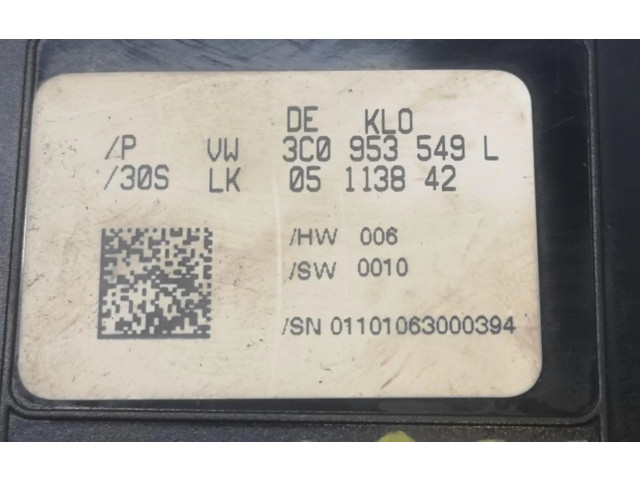 DE KLO
/P VW 3C0 953 549 L
/30S LK 05 1138 42
/HW 006
/SW 0010
/SN 01101063000394